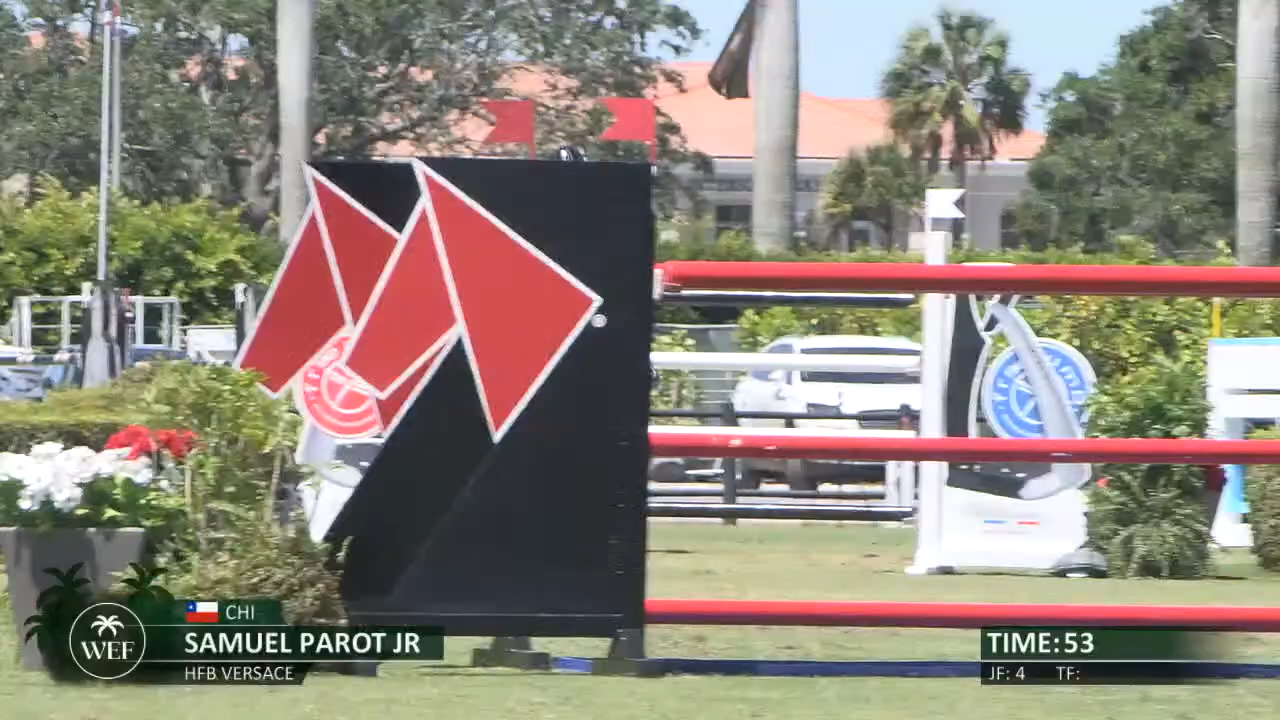 CHI
SAMUEL PAROT JR
HFB VERSACE
WEF
TIME:53
JF: 4 TF:
®